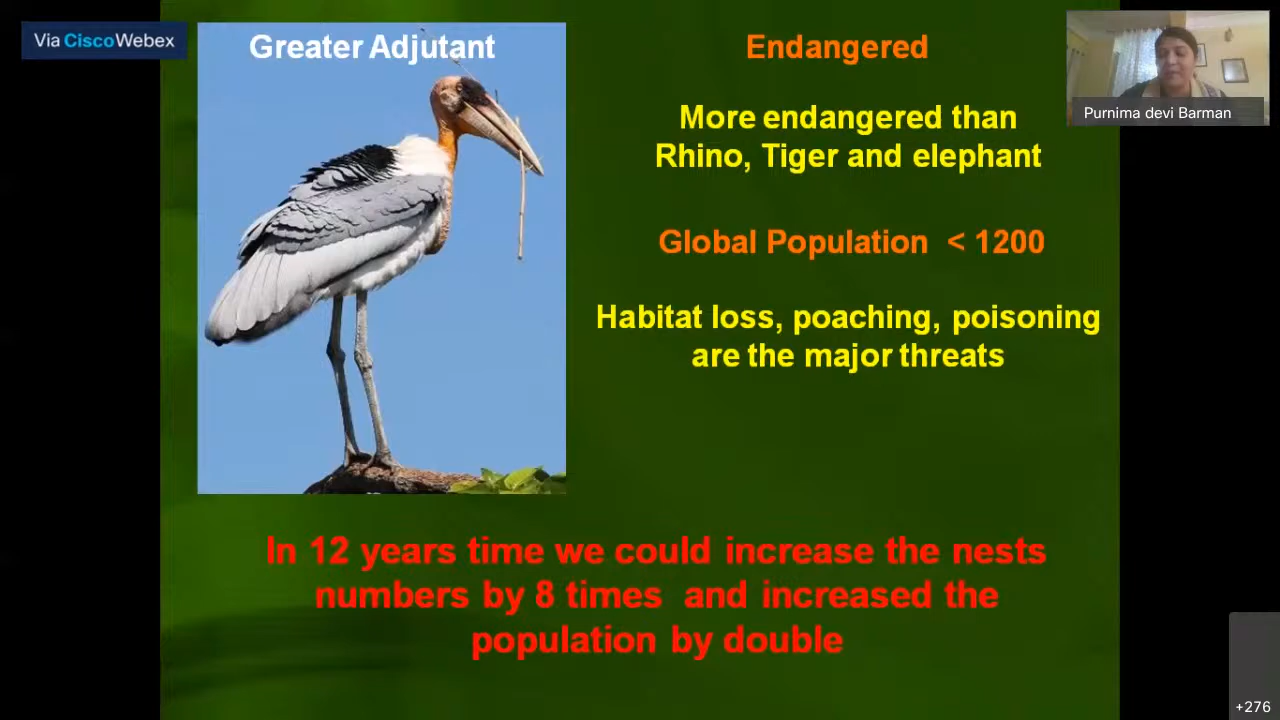 Via Cisco Webex
Greater Adjutant
Endangered
More endangered than
Rhino, Tiger and elephant
Global Population < 1200
Habitat loss, poaching, poisoning
are the major threats
In 12 years time we could increase the nests
numbers by 8 times and increased the
population by double
Purnima devi Barman
+276